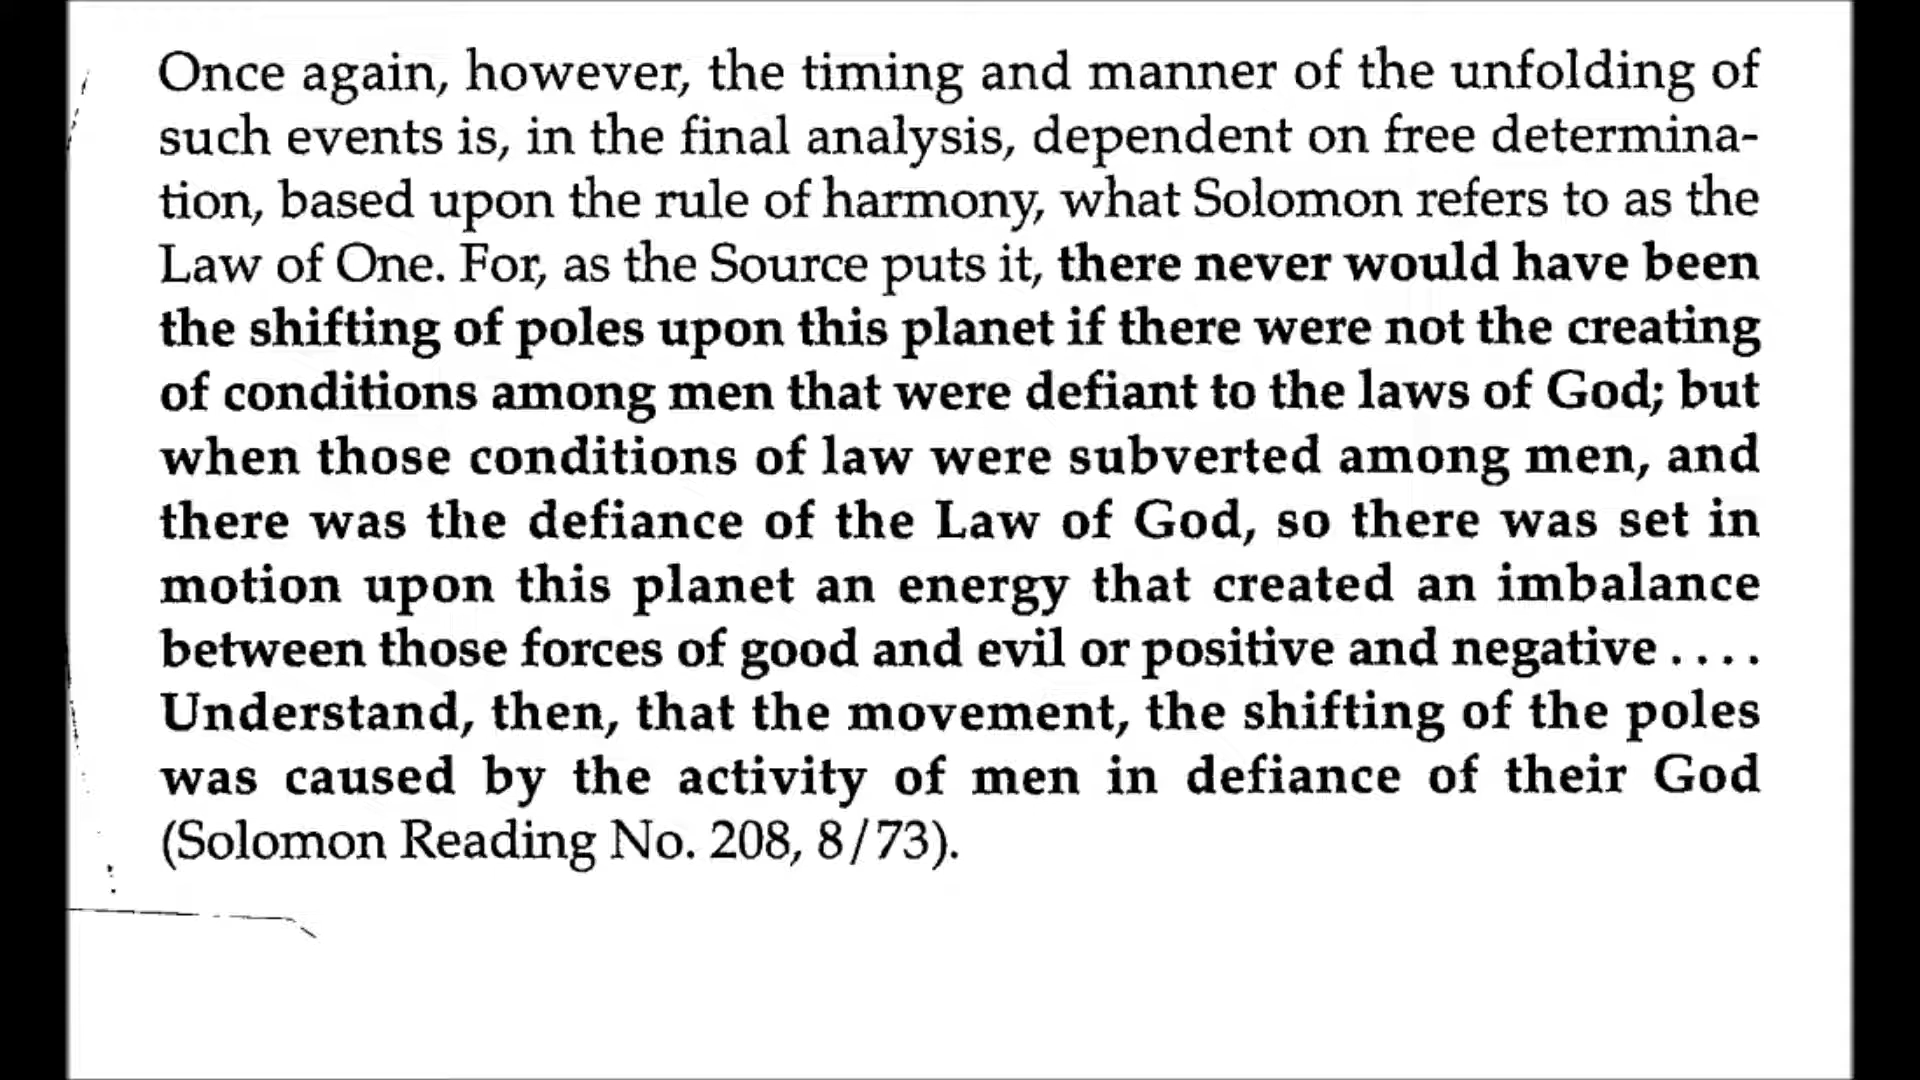 Once again, however, the timing and manner of the unfolding of
such events is, in the final analysis, dependent on free determina-
tion, based upon the rule of harmony, what Solomon refers to as the
Law of One. For, as the Source puts it, there never would have been
the shifting of poles upon this planet if there were not the creating
of conditions among men that were defiant to the laws of God; but
when those conditions of law were subverted among men, and
there was the defiance of the Law of God, so there was set in
motion upon this planet an energy that created an imbalance
between those forces of good and evil or positive and negative . . . .
Understand, then, that the movement, the shifting of the poles
was caused by the activity of men in defiance of their God
(Solomon Reading No. 208, 8/73).